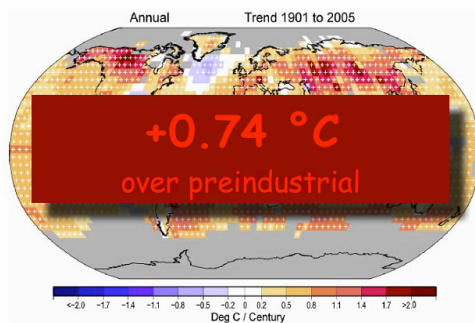 Annual Trend 1901 to 2005
+0.74 °C
over preindustrial
<-2.0 -1.7 -1.4 -1.1 -0.8 -0.5 -0.2 0 0.2 0.5 0.8 1.1 1.4 1.7 >2.0
Deg C / Century